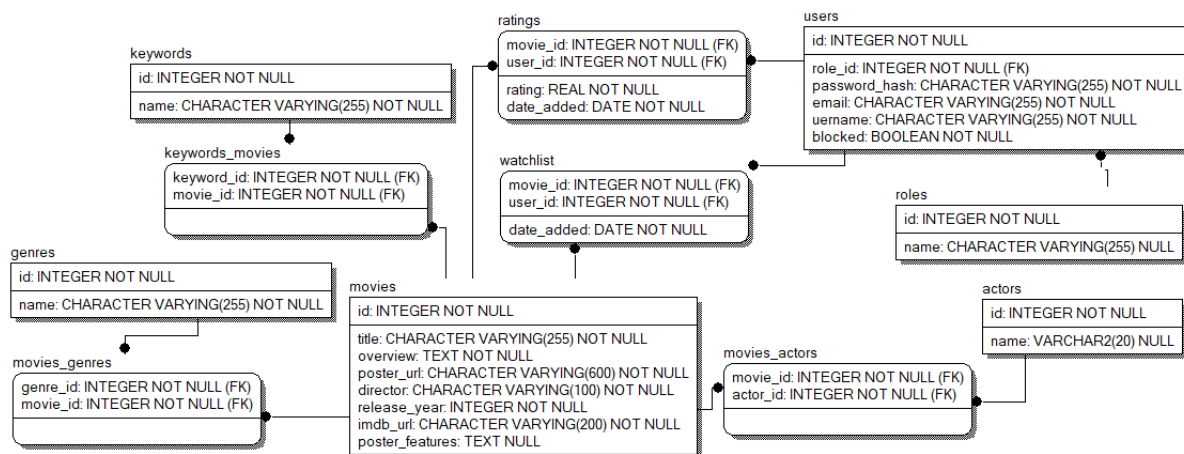 keywords
id: INTEGER NOT NULL
name: CHARACTER VARYING(255) NOT NULL
keywords_movies
keyword_id: INTEGER NOT NULL (FK)
movie_id: INTEGER NOT NULL (FK)
genres
id: INTEGER NOT NULL
name: CHARACTER VARYING(255) NOT NULL
movies_genres
genre_id: INTEGER NOT NULL (FK)
movie_id: INTEGER NOT NULL (FK)
ratings
movie_id: INTEGER NOT NULL (FK)
user_id: INTEGER NOT NULL (FK)
rating: REAL NOT NULL
date_added: DATE NOT NULL
watchlist
movie_id: INTEGER NOT NULL (FK)
user_id: INTEGER NOT NULL (FK)
date_added: DATE NOT NULL
movies
id: INTEGER NOT NULL
title: CHARACTER VARYING(255) NOT NULL
overview: TEXT NOT NULL
poster_url: CHARACTER VARYING(600) NOT NULL
director: CHARACTER VARYING(100) NOT NULL
release_year: INTEGER NOT NULL
imdb_url: CHARACTER VARYING(200) NOT NULL
poster_features: TEXT NULL
users
id: INTEGER NOT NULL
role_id: INTEGER NOT NULL (FK)
password_hash: CHARACTER VARYING(255) NOT NULL
email: CHARACTER VARYING(255) NOT NULL
uername: CHARACTER VARYING(255) NOT NULL
blocked: BOOLEAN NOT NULL
roles
id: INTEGER NOT NULL
name: CHARACTER VARYING(255) NULL
actors
id: INTEGER NOT NULL
name: VARCHAR2(20) NULL
movies_actors
movie_id: INTEGER NOT NULL (FK)
actor_id: INTEGER NOT NULL (FK)